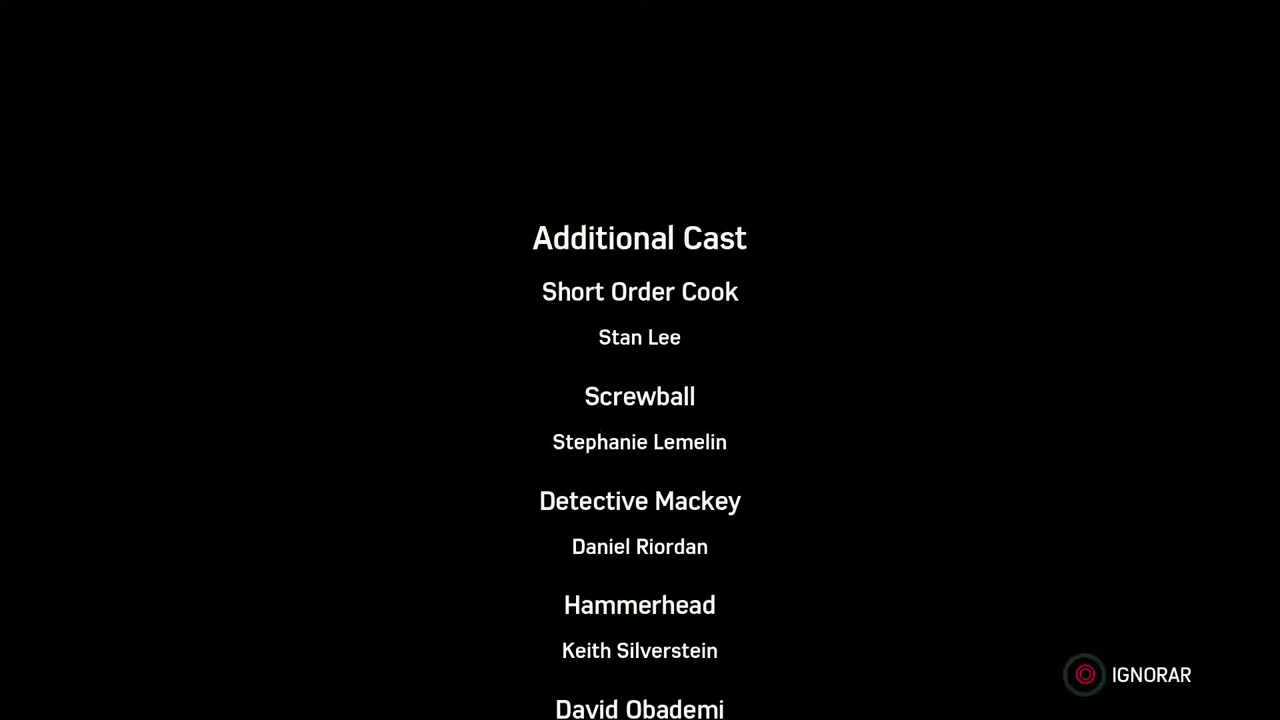 Additional Cast
Short Order Cook
Stan Lee
Screwball
Stephanie Lemelin
Detective Mackey
Daniel Riordan
Hammerhead
Keith Silverstein
IGNORAR
David Obademi